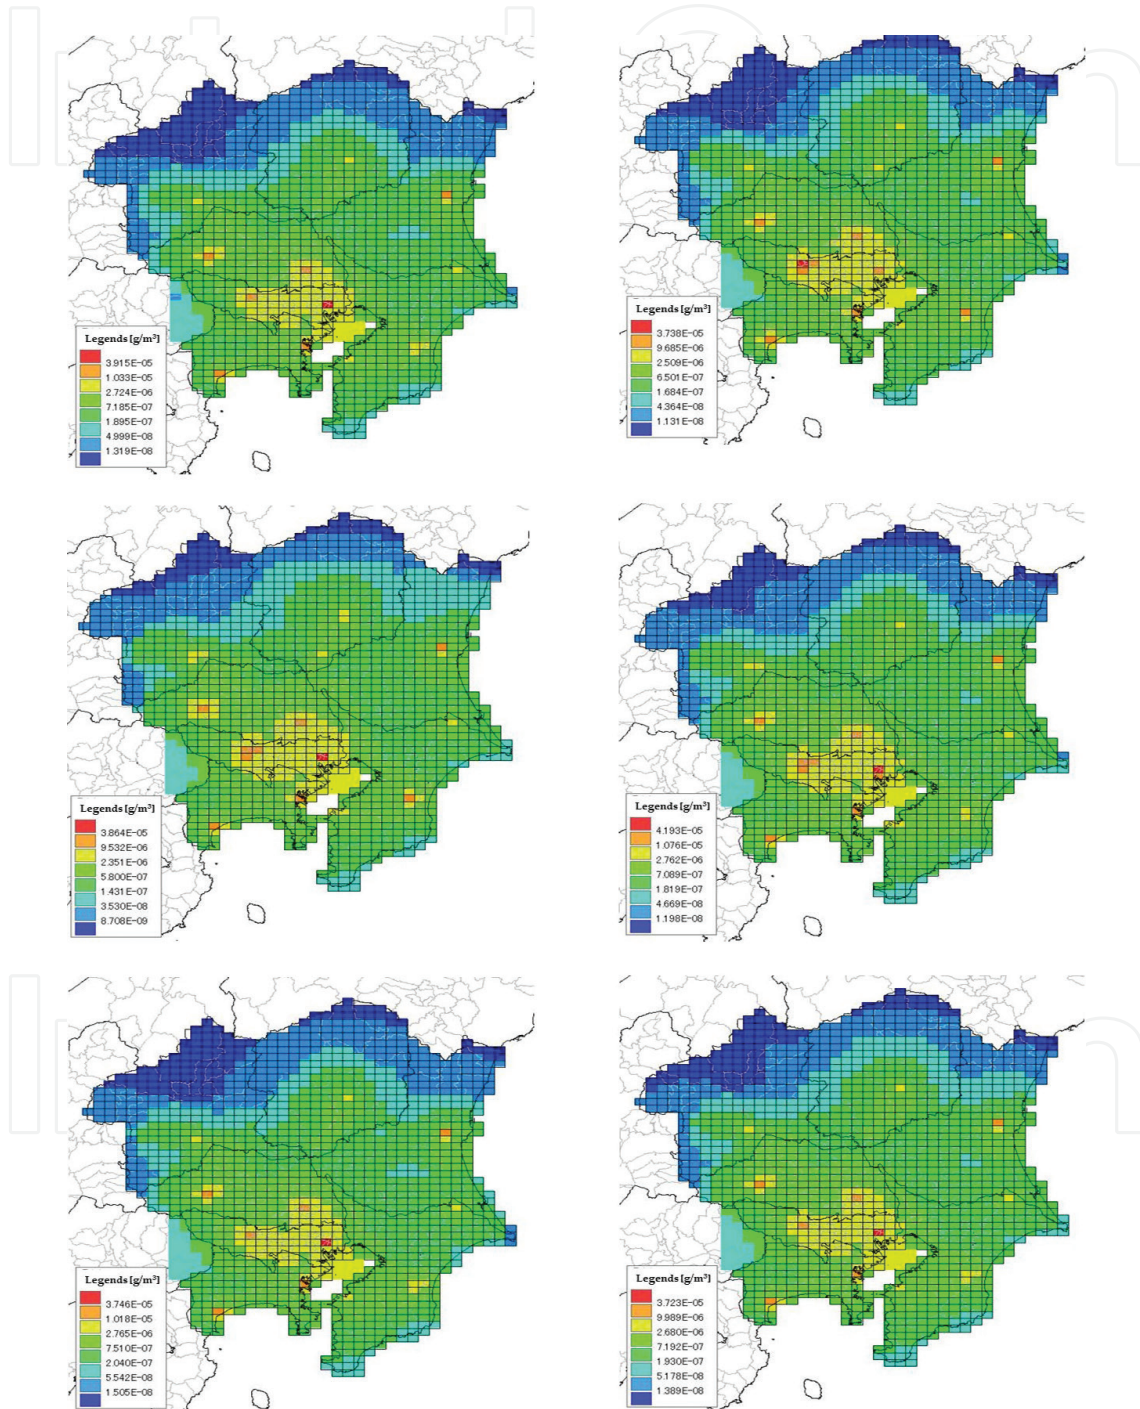 Legends [g/m³]
3.915E-05
1.033E-05
2.724E-06
7.185E-07
1.895E-07
4.999E-08
1.319E-08
Legends [g/m³]
3.738E-05
9.685E-06
2.509E-06
6.501E-07
1.684E-07
4.364E-08
1.131E-08
Legends [g/m³]
3.864E-05
9.532E-06
2.351E-06
5.800E-07
1.431E-07
3.530E-08
8.708E-09
Legends [g/m³]
4.193E-05
1.076E-05
2.762E-06
7.089E-07
1.819E-07
4.669E-08
1.198E-08
Legends [g/m³]
3.746E-05
1.018E-05
2.765E-06
7.510E-07
2.040E-07
5.542E-08
1.505E-08
Legends [g/m³]
3.723E-05
9.989E-06
2.680E-06
7.192E-07
1.930E-07
5.178E-08
1.389E-08